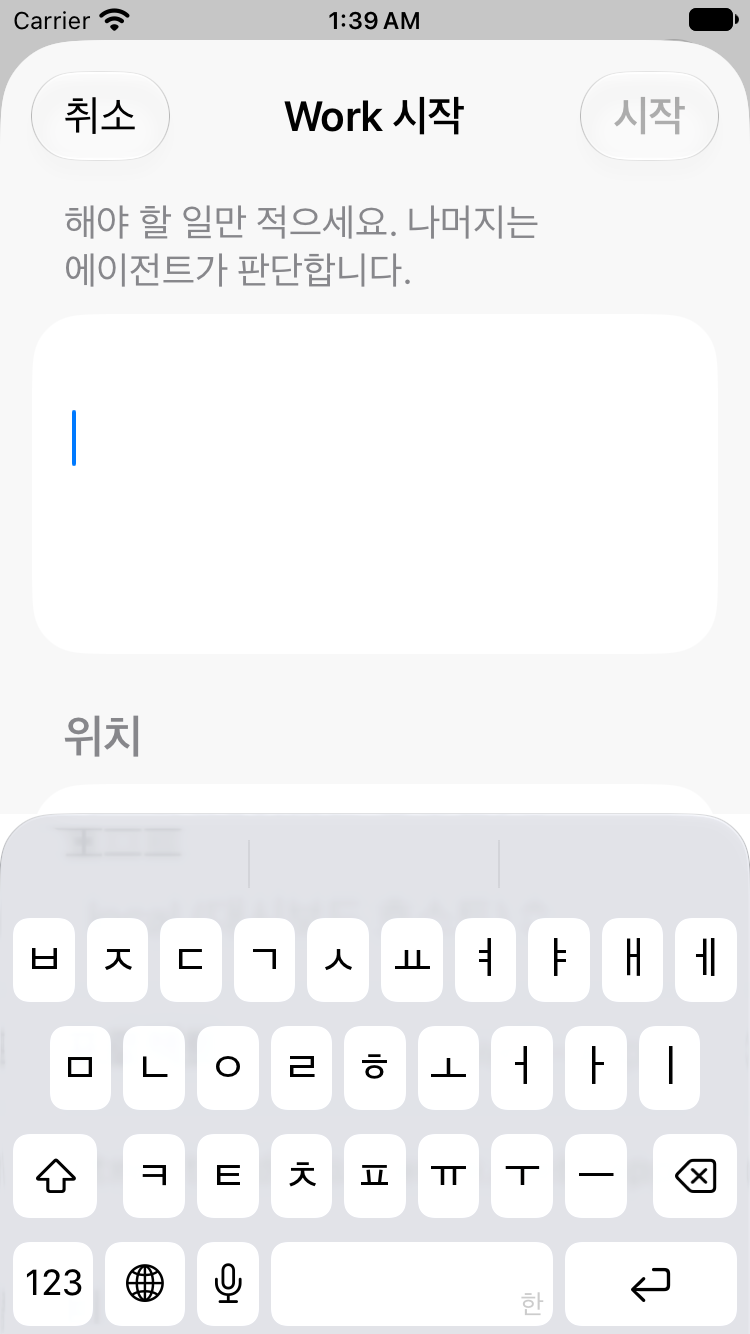 Carrier 1:39 AM
취소 Work 시작 시작
해야 할 일만 적으세요. 나머지는
에이전트가 판단합니다.
위치
ㅂ ㅈ ㄷ ㄱ ㅅ ㅛ ㅕ ㅑ ㅐ ㅔ
ㅁ ㄴ ㅇ ㄹ ㅎ ㅗ ㅓ ㅏ ㅣ
ㅋ ㅌ ㅊ ㅍ ㅠ ㅜ ㅡ
123 한